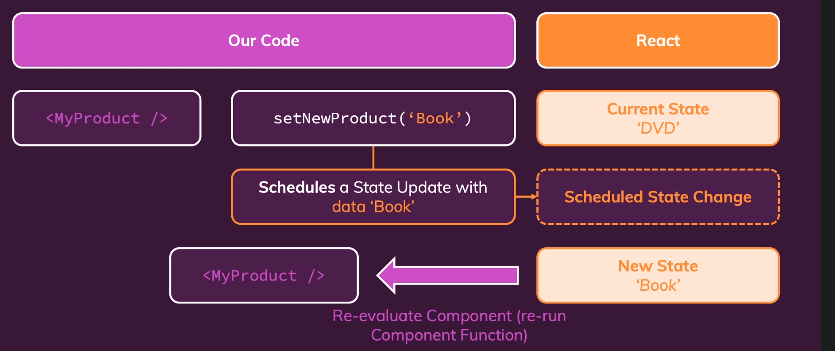 Our Code
React
<MyProduct />
setNewProduct(‘Book’)
Current State
‘DVD’
Schedules a State Update with
data ‘Book’
Scheduled State Change
<MyProduct />
New State
‘Book’
Re-evaluate Component (re-run
Component Function)